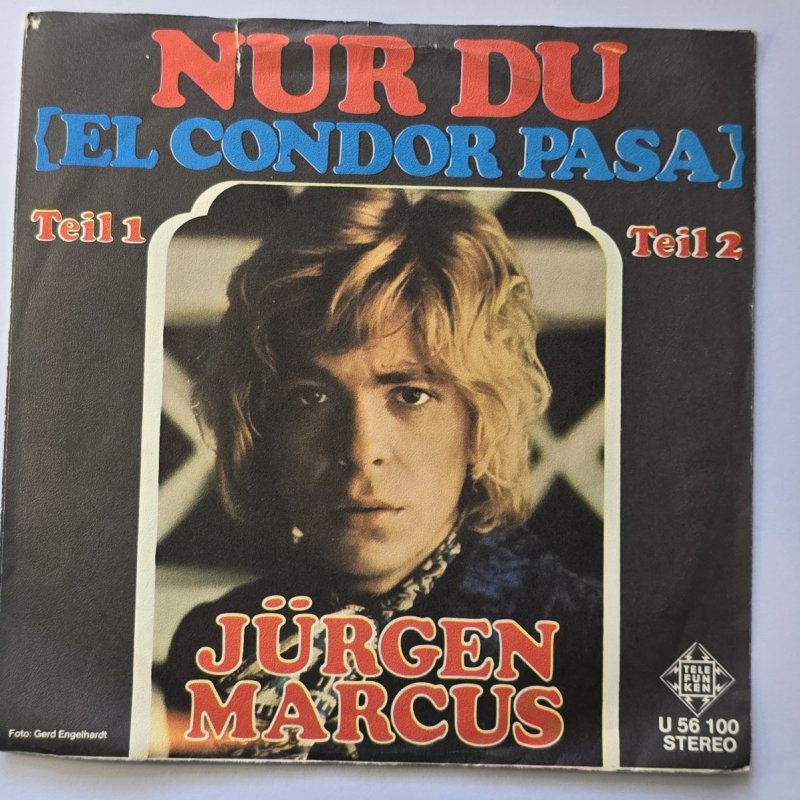 NUR DU
[EL CONDOR PASA]
Teil 1
Teil 2
JÜRGEN
MARCUS
TELE
FUN
KEN
U 56 100
STEREO
Foto: Gerd Engelhardt